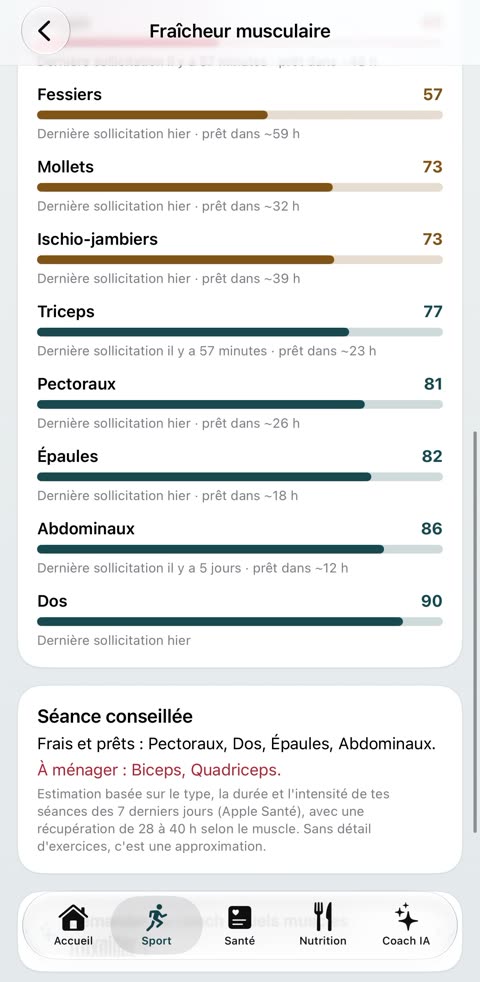 Fraîcheur musculaire
Fessiers 57
Dernière sollicitation hier · prêt dans ~59 h
Mollets 73
Dernière sollicitation hier · prêt dans ~32 h
Ischio-jambiers 73
Dernière sollicitation hier · prêt dans ~39 h
Triceps 77
Dernière sollicitation il y a 57 minutes · prêt dans ~23 h
Pectoraux 81
Dernière sollicitation hier · prêt dans ~26 h
Épaules 82
Dernière sollicitation hier · prêt dans ~18 h
Abdominaux 86
Dernière sollicitation il y a 5 jours · prêt dans ~12 h
Dos 90
Dernière sollicitation hier
Séance conseillée
Frais et prêts : Pectoraux, Dos, Épaules, Abdominaux.
À ménager : Biceps, Quadriceps.
Estimation basée sur le type, la durée et l'intensité de tes
séances des 7 derniers jours (Apple Santé), avec une
récupération de 28 à 40 h selon le muscle. Sans détail
d'exercices, c'est une approximation.
Accueil Sport Santé Nutrition Coach IA